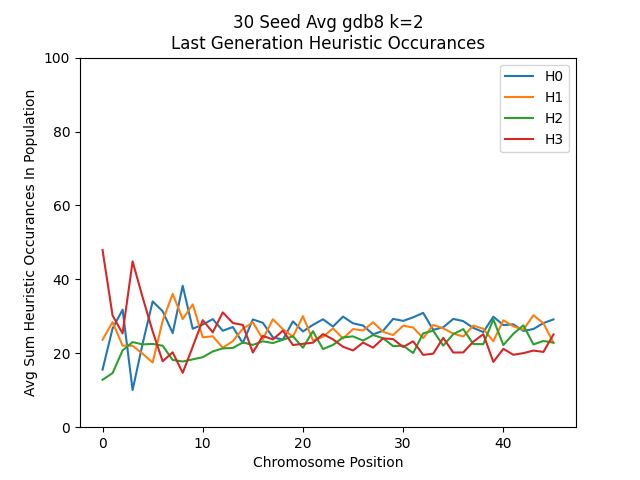 30 Seed Avg gdb8 k=2
Last Generation Heuristic Occurances
Avg Sum Heuristic Occurances In Population
100
80
60
40
20
0
H0
H1
H2
H3
0 10 20 30 40
Chromosome Position